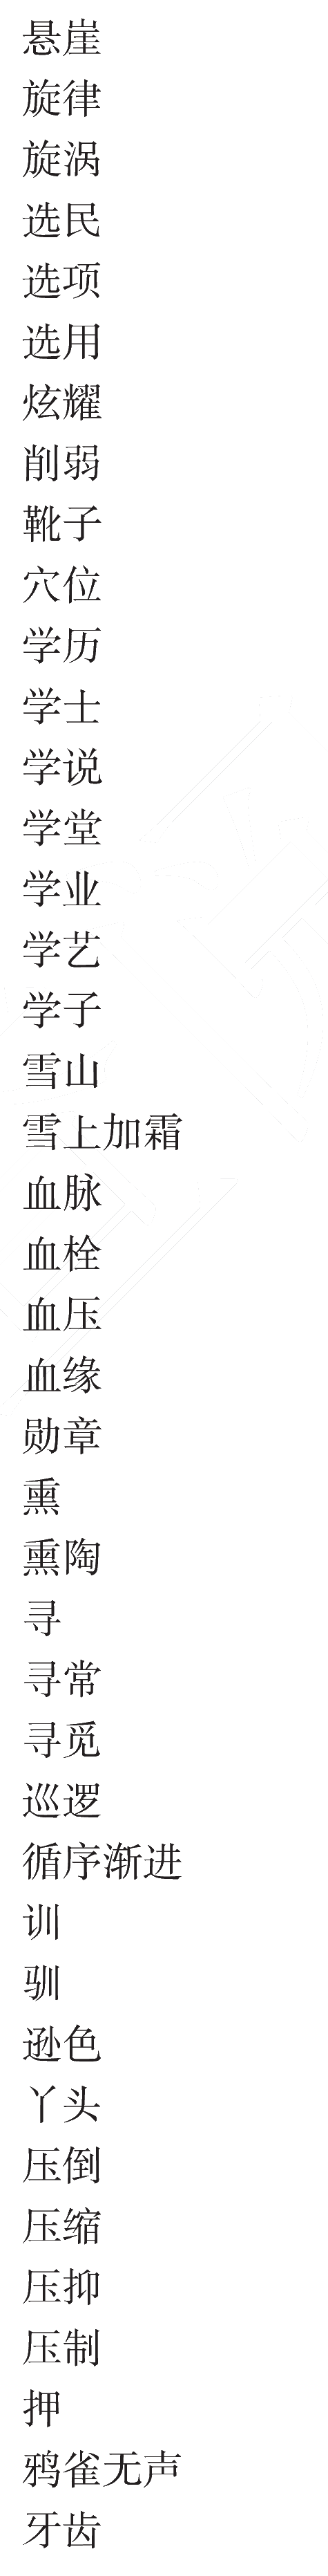 悬崖
旋律
旋涡
选民
选项
选用
炫耀
削弱
靴子
穴位
学历
学士
学说
学堂
学业
学艺
学子
雪山
雪上加霜
血脉
血栓
血压
血缘
勋章
熏
熏陶
寻
寻常
寻觅
巡逻
循序渐进
训
驯
逊色
丫头
压倒
压缩
压抑
压制
押
鸦雀无声
牙齿